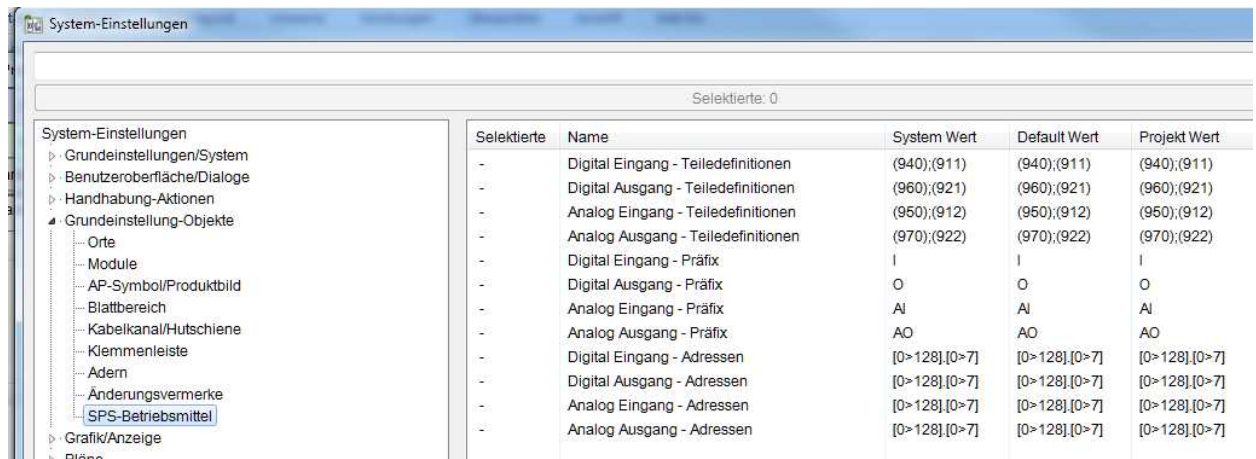 System-Einstellungen
Selektierte: 0
System-Einstellungen
Grundeinstellungen/System
Benutzeroberfläche/Dialoge
Handhabung-Aktionen
Grundeinstellung-Objekte
Orte
Module
AP-Symbol/Produktbild
Blattbereich
Kabelkanal/Hutschiene
Klemmenleiste
Adern
Änderungsvermerke
SPS-Betriebsmittel
Grafik/Anzeige
Pläne
Selektierte Name System Wert Default Wert Projekt Wert
- Digital Eingang - Teiledefinitionen (940);(911) (940);(911) (940);(911)
- Digital Ausgang - Teiledefinitionen (960);(921) (960);(921) (960);(921)
- Analog Eingang - Teiledefinitionen (950);(912) (950);(912) (950);(912)
- Analog Ausgang - Teiledefinitionen (970);(922) (970);(922) (970);(922)
- Digital Eingang - Präfix I I I
- Digital Ausgang - Präfix O O O
- Analog Eingang - Präfix AI AI AI
- Analog Ausgang - Präfix AO AO AO
- Digital Eingang - Adressen [0>128].[0>7] [0>128].[0>7] [0>128].[0>7]
- Digital Ausgang - Adressen [0>128].[0>7] [0>128].[0>7] [0>128].[0>7]
- Analog Eingang - Adressen [0>128].[0>7] [0>128].[0>7] [0>128].[0>7]
- Analog Ausgang - Adressen [0>128].[0>7] [0>128].[0>7] [0>128].[0>7]